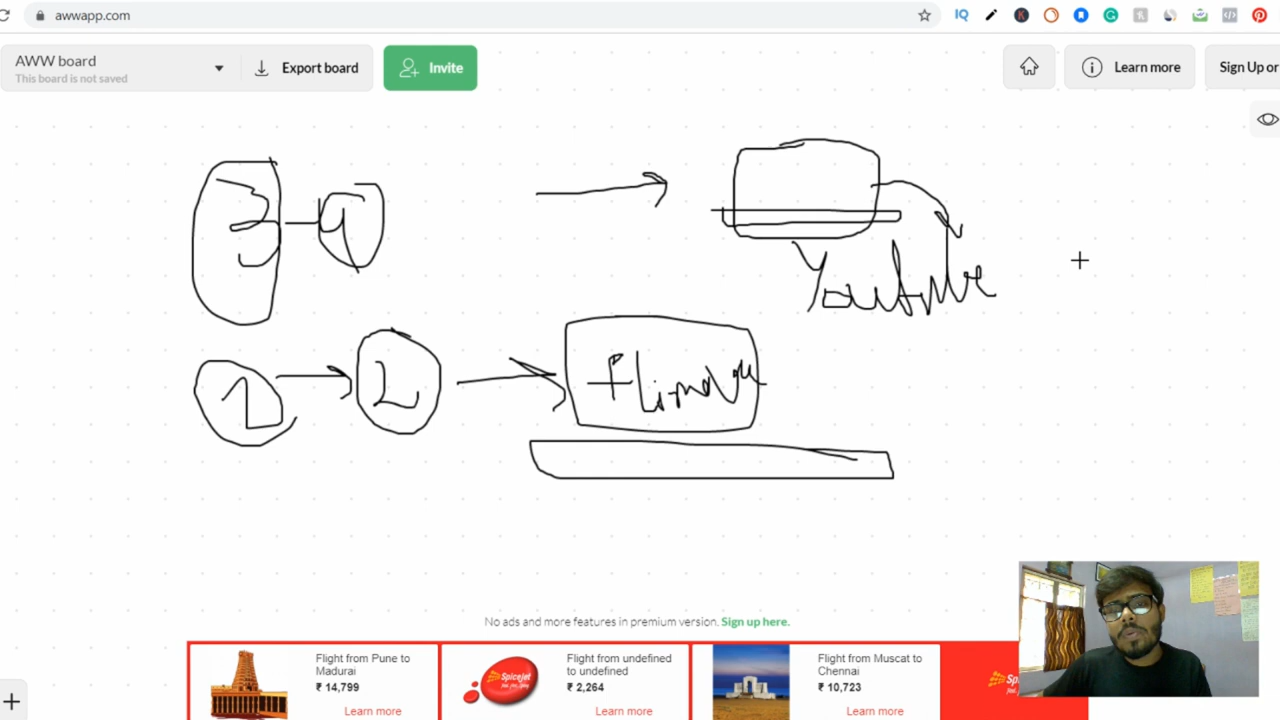 awwapp.com
IQ
AWW board
This board is not saved
Export board
Invite
Learn more
Sign Up or
3 - 9
Youtube
1
2
No ads and more features in premium version. Sign up here.
Flight from Pune to
Madurai
₹ 14,799
Learn more
SpiceJet
Flight from undefined
to undefined
₹ 2,264
Learn more
Flight from Muscat to
Chennai
₹ 10,723
Learn more